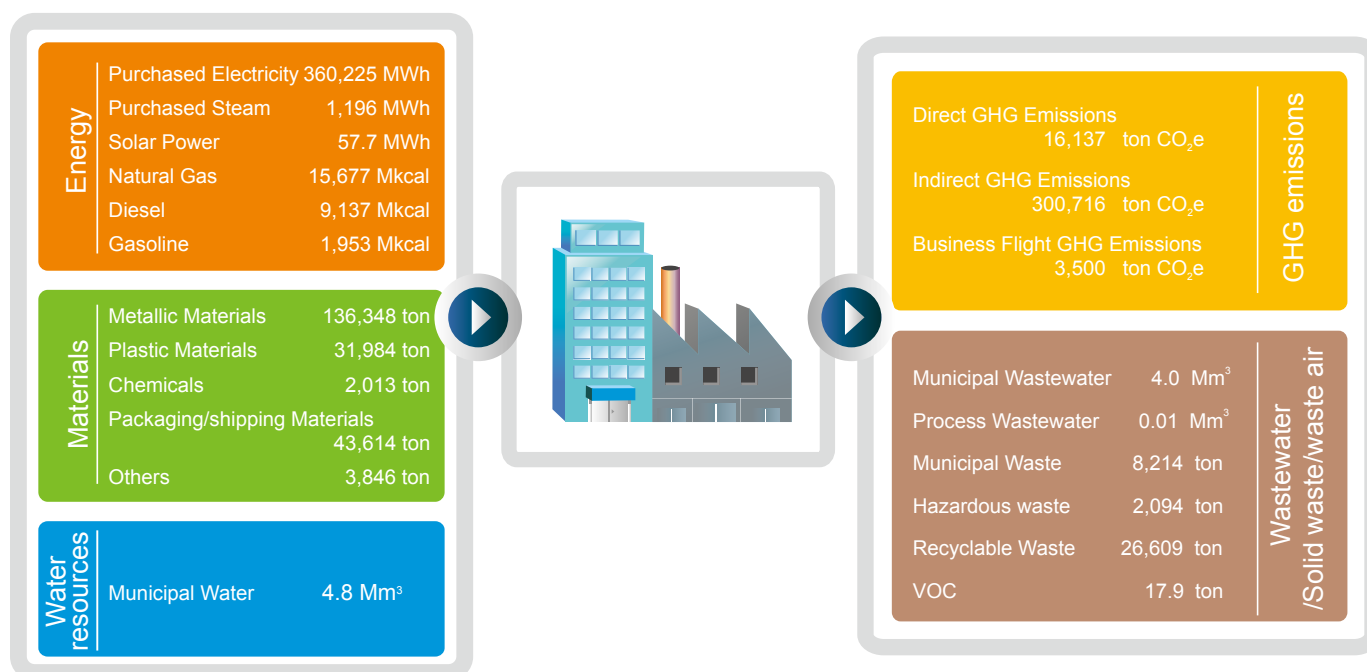 Energy
Purchased Electricity 360,225 MWh
Purchased Steam 1,196 MWh
Solar Power 57.7 MWh
Natural Gas 15,677 Mkcal
Diesel 9,137 Mkcal
Gasoline 1,953 Mkcal
Materials
Metallic Materials 136,348 ton
Plastic Materials 31,984 ton
Chemicals 2,013 ton
Packaging/shipping Materials
43,614 ton
Others 3,846 ton
Water
resources
Municipal Water 4.8 Mm³
GHG emissions
Direct GHG Emissions
16,137 ton CO₂e
Indirect GHG Emissions
300,716 ton CO₂e
Business Flight GHG Emissions
3,500 ton CO₂e
Wastewater
/Solid waste/waste air
Municipal Wastewater 4.0 Mm³
Process Wastewater 0.01 Mm³
Municipal Waste 8,214 ton
Hazardous waste 2,094 ton
Recyclable Waste 26,609 ton
VOC 17.9 ton